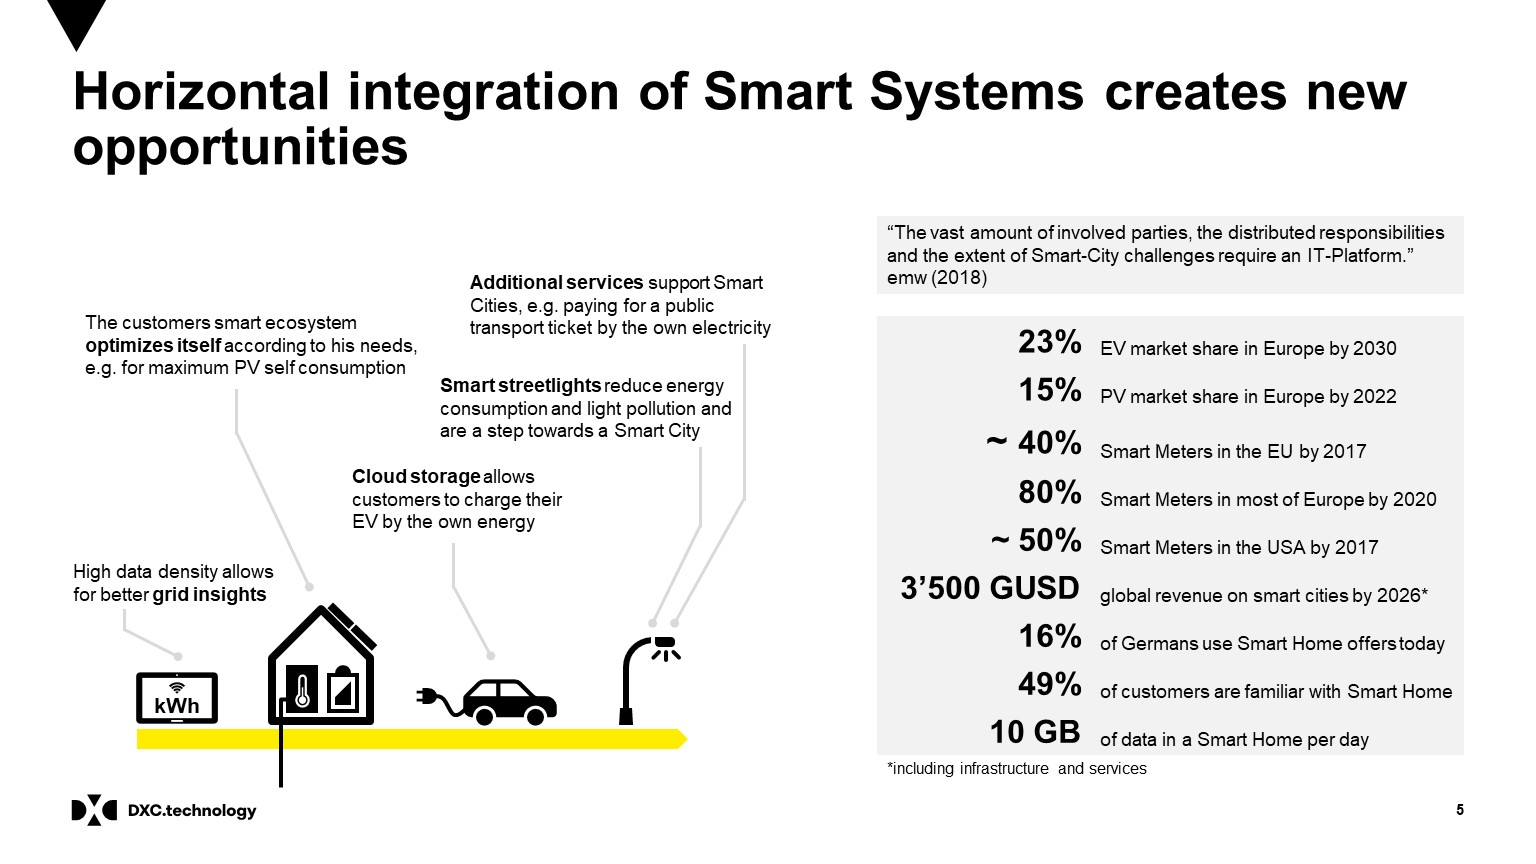 Horizontal integration of Smart Systems creates new
opportunities
“The vast amount of involved parties, the distributed responsibilities
and the extent of Smart-City challenges require an IT-Platform.”
emw (2018)
Additional services support Smart
Cities, e.g. paying for a public
transport ticket by the own electricity
The customers smart ecosystem
optimizes itself according to his needs,
e.g. for maximum PV self consumption
Smart streetlights reduce energy
consumption and light pollution and
are a step towards a Smart City
Cloud storage allows
customers to charge their
EV by the own energy
High data density allows
for better grid insights
kWh
23% EV market share in Europe by 2030
15% PV market share in Europe by 2022
~ 40% Smart Meters in the EU by 2017
80% Smart Meters in most of Europe by 2020
~ 50% Smart Meters in the USA by 2017
3’500 GUSD global revenue on smart cities by 2026*
16% of Germans use Smart Home offers today
49% of customers are familiar with Smart Home
10 GB of data in a Smart Home per day
*including infrastructure and services
DXC.technology
5